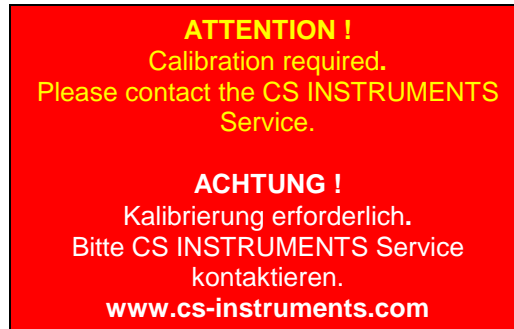 ATTENTION !
Calibration required.
Please contact the CS INSTRUMENTS
Service.
ACHTUNG !
Kalibrierung erforderlich.
Bitte CS INSTRUMENTS Service
kontaktieren.
www.cs-instruments.com